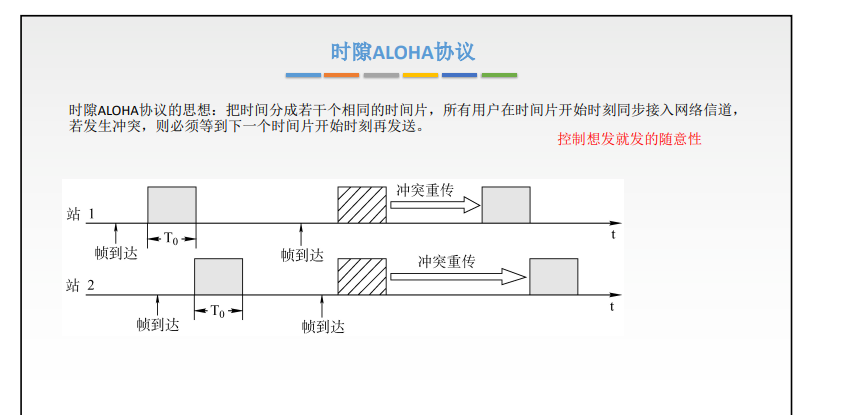 时隙ALOHA协议
时隙ALOHA协议的思想：把时间分成若干个相同的时间片，所有用户在时间片开始时刻同步接入网络信道，
若发生冲突，则必须等到下一个时间片开始时刻再发送。
控制想发就发的随意性
冲突重传
站 1
t
T₀
帧到达
帧到达
冲突重传
站 2
t
T₀
帧到达
帧到达